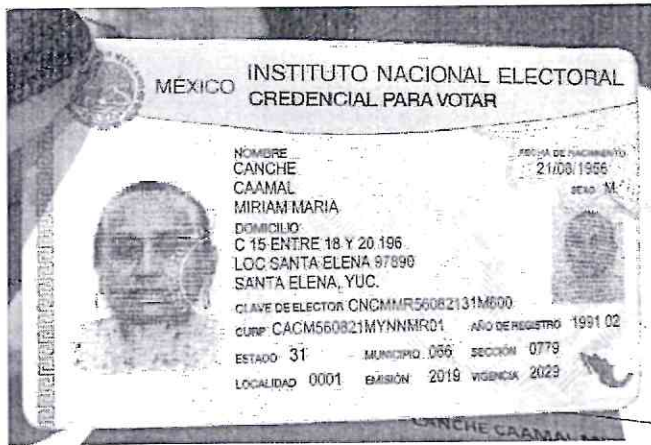 MÉXICO INSTITUTO NACIONAL ELECTORAL
CREDENCIAL PARA VOTAR
NOMBRE
CANCHE
CAAMAL
MIRIAM MARIA
FECHA DE NACIMIENTO
21/08/1956
SEXO M
DOMICILIO
C 15 ENTRE 18 Y 20 196
LOC SANTA ELENA 97890
SANTA ELENA, YUC.
CLAVE DE ELECTOR CNCMMR56082131M600
CURP CACM560821MYNNMR01 AÑO DE REGISTRO 1991 02
ESTADO 31 MUNICIPIO 066 SECCIÓN 0779
LOCALIDAD 0001 EMISIÓN 2019 VIGENCIA 2029
CANCHE CAAMAL